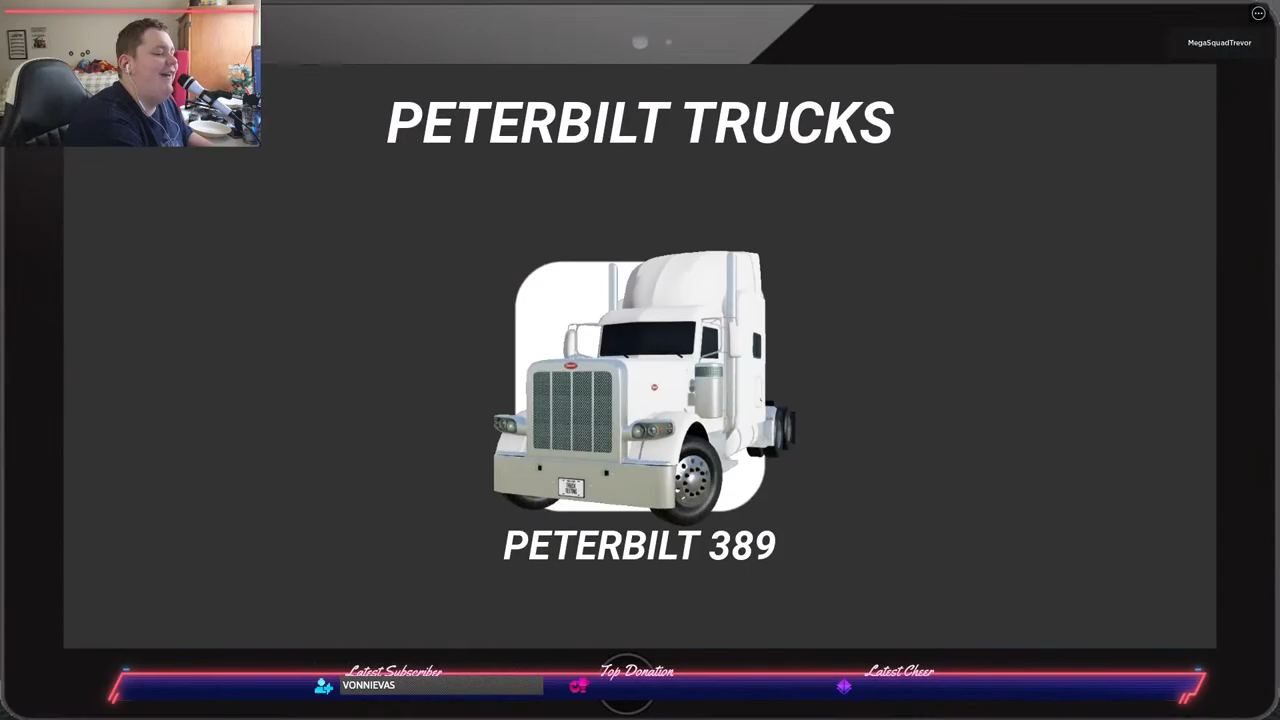 MegaSquadTrevor
PETERBILT TRUCKS
PETERBILT 389
Latest Subscriber
VONNIEVAS
Top Donation
Latest Cheer